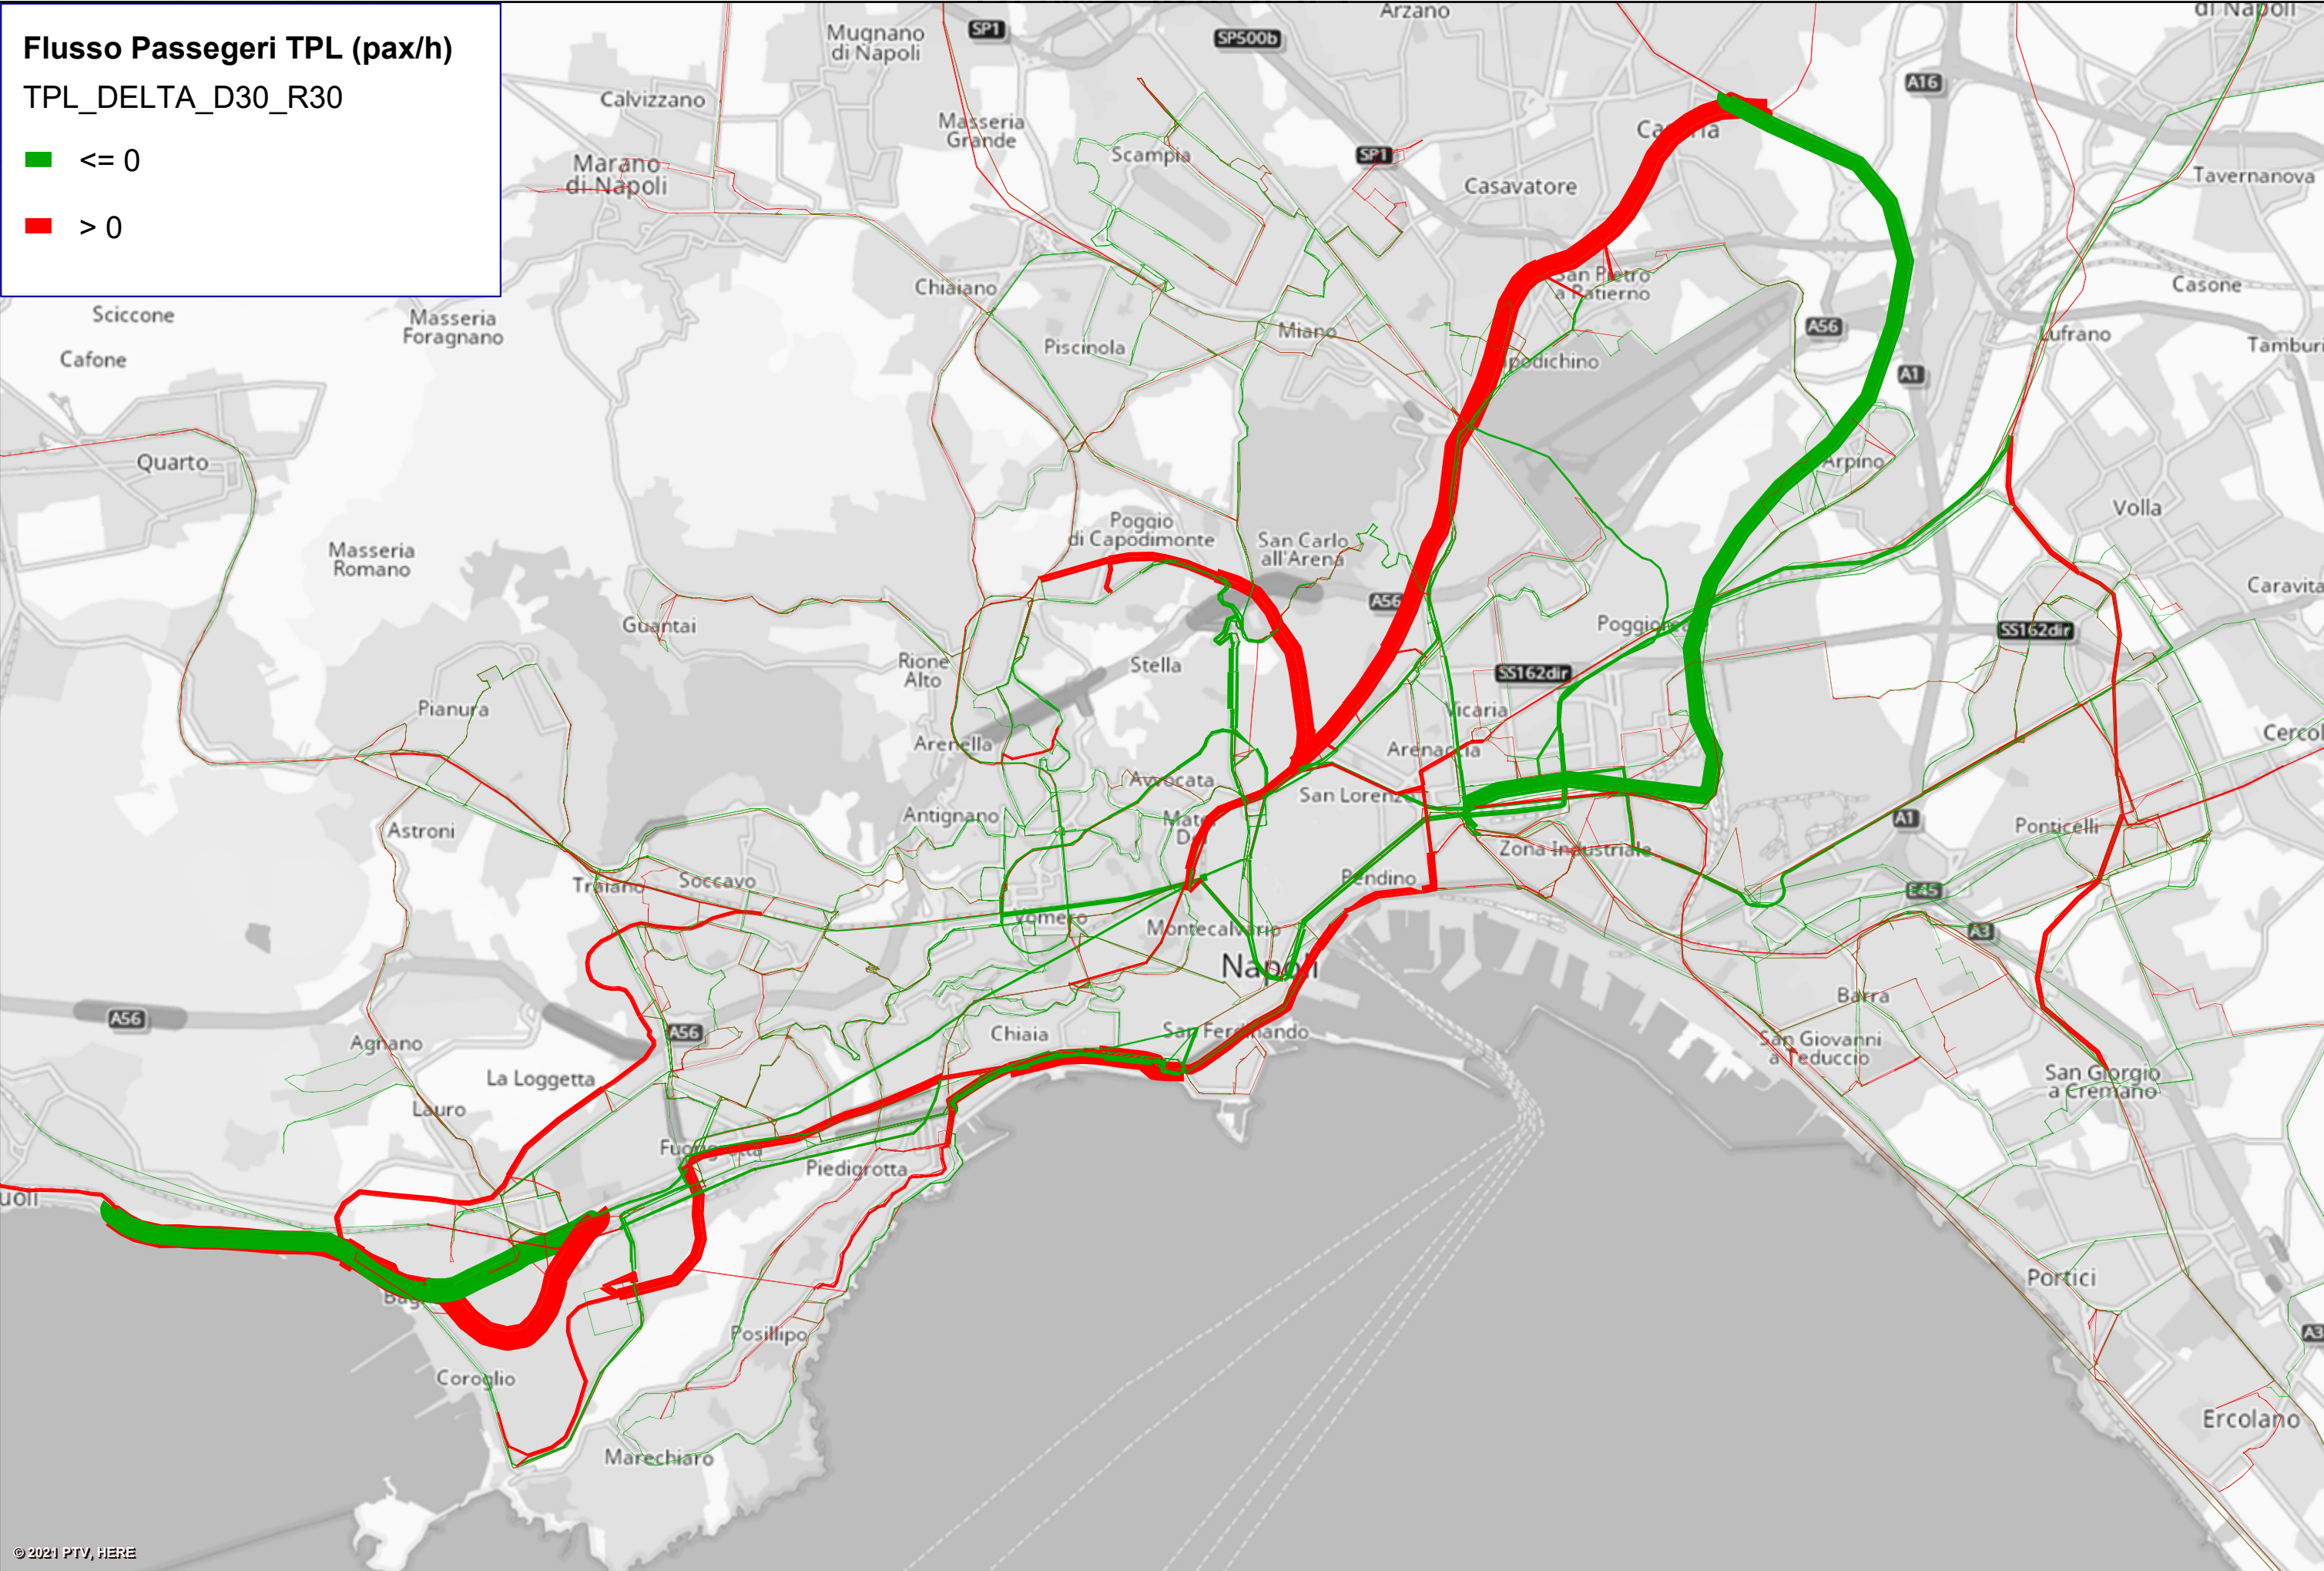 Flusso Passegeri TPL (pax/h)
TPL_DELTA_D30_R30
<= 0
> 0
Arzano
di Napoli
Mugnano
di Napoli
SP1
SP500b
A16
Calvizzano
Masseria
Grande
Scampia
SP1
Casavatore
Tavernanova
Marano
di Napoli
Chiaiano
San Pietro
a Patierno
Casone
Sciccone
Masseria
Foragnano
Cafone
Piscinola
Miano
A56
Lufrano
A1
Quarto
Arpino
Volla
Masseria
Romano
Poggio
di Capodimonte
San Carlo
all'Arena
A56
Guantai
SS162dir
Rione
Alto
Stella
SS162dir
Pianura
Vicaria
Arenella
Arenaccia
Avvocata
San Lorenzo
Antignano
Astroni
A1
Ponticelli
Zona Industriale
Traiano
Soccavo
Pendino
E45
Vomero
Montecalvario
A3
Napoli
Barra
A56
A56
Agnano
Chiaia
San Ferdinando
San Giovanni
a Teduccio
La Loggetta
San Giorgio
a Cremano
Lauro
Fuorigrotta
Piedigrotta
uoli
Portici
Posillipo
A3
Coroglio
Ercolano
Marechiaro
© 2021 PTV, HERE